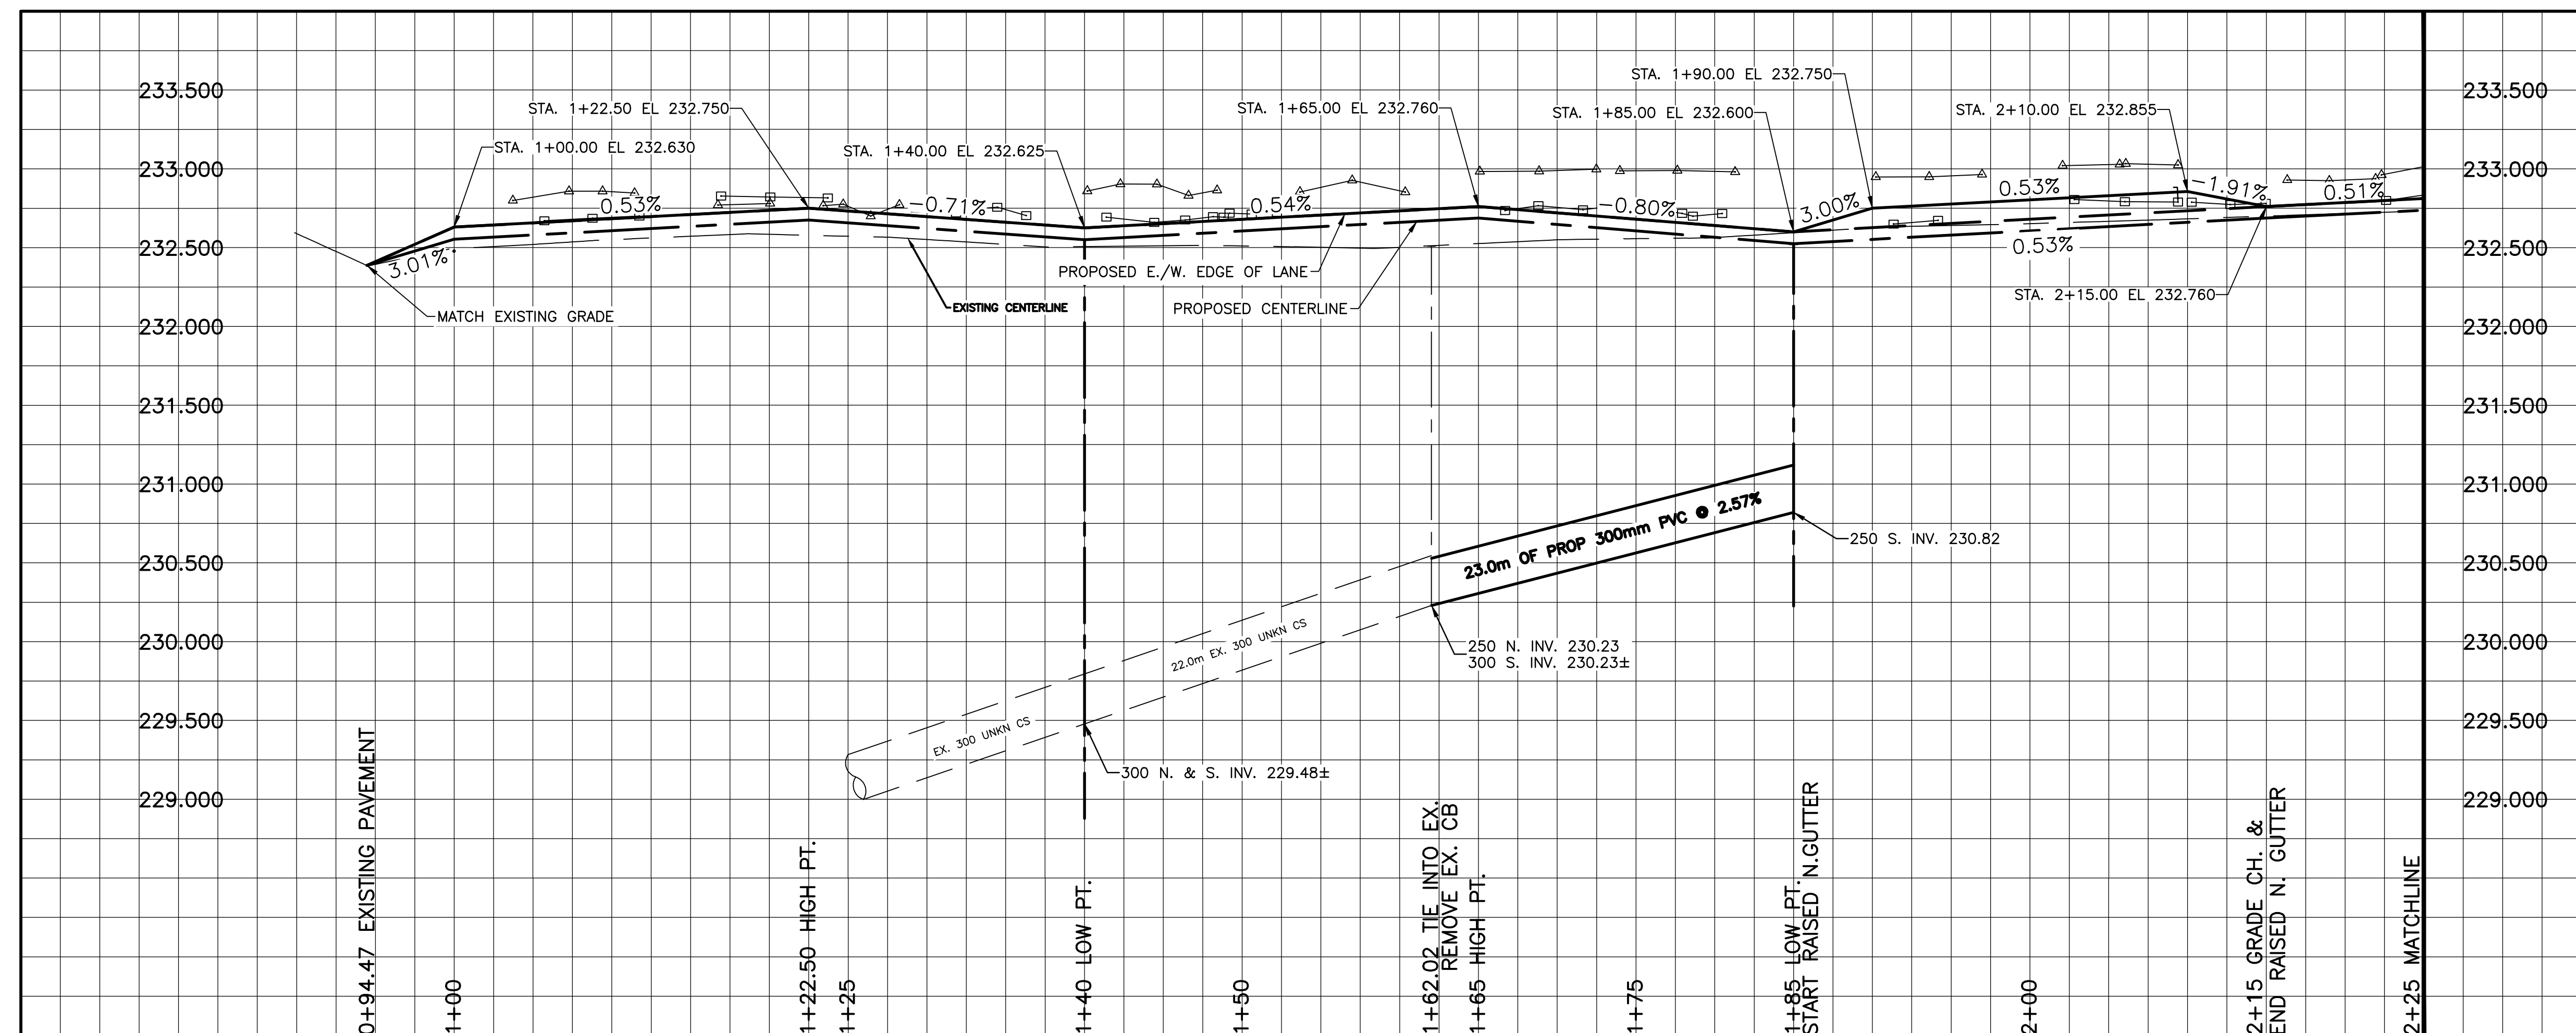 233.500
233.000
232.500
232.000
231.500
231.000
230.500
230.000
229.500
229.000
STA. 1+00.00 EL 232.630
STA. 1+22.50 EL 232.750
STA. 1+40.00 EL 232.625
STA. 1+65.00 EL 232.760
STA. 1+85.00 EL 232.600
STA. 1+90.00 EL 232.750
STA. 2+10.00 EL 232.855
STA. 2+15.00 EL 232.760
3.01%
0.53%
-0.71%
0.54%
-0.80%
3.00%
0.53%
-1.91%
0.51%
0.53%
MATCH EXISTING GRADE
EXISTING CENTERLINE
PROPOSED E./W. EDGE OF LANE
PROPOSED CENTERLINE
23.0m OF PROP 300mm PVC @ 2.57%
250 S. INV. 230.82
250 N. INV. 230.23
300 S. INV. 230.23±
22.0m EX. 300 UNKN CS
EX. 300 UNKN CS
300 N. & S. INV. 229.48±
0+94.47 EXISTING PAVEMENT
1+00
1+22.50 HIGH PT.
1+25
1+40 LOW PT.
1+50
1+62.02 TIE INTO EX.
REMOVE EX. CB
1+65 HIGH PT.
1+75
1+85 LOW PT.
START RAISED N.GUTTER
2+00
2+15 GRADE CH. &
END RAISED N. GUTTER
2+25 MATCHLINE
233.500
233.000
232.500
232.000
231.500
231.000
230.500
230.000
229.500
229.000